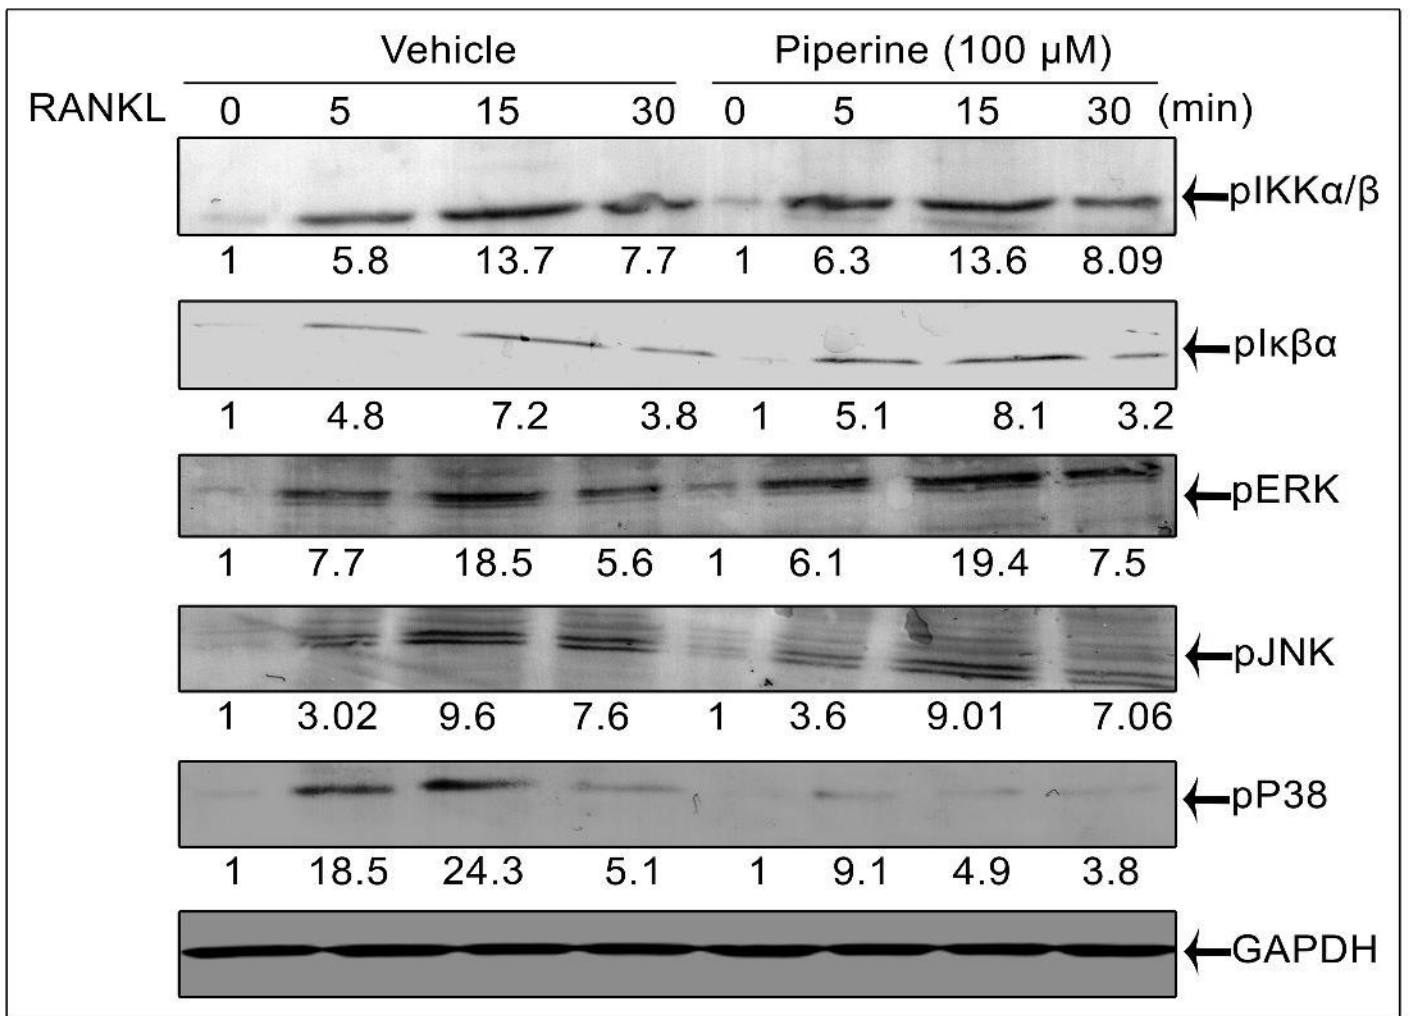 Vehicle Piperine (100 µM)
RANKL 0 5 15 30 0 5 15 30 (min)
pIKKα/β
1 5.8 13.7 7.7 1 6.3 13.6 8.09
pIκβα
1 4.8 7.2 3.8 1 5.1 8.1 3.2
pERK
1 7.7 18.5 5.6 1 6.1 19.4 7.5
pJNK
1 3.02 9.6 7.6 1 3.6 9.01 7.06
pP38
1 18.5 24.3 5.1 1 9.1 4.9 3.8
GAPDH